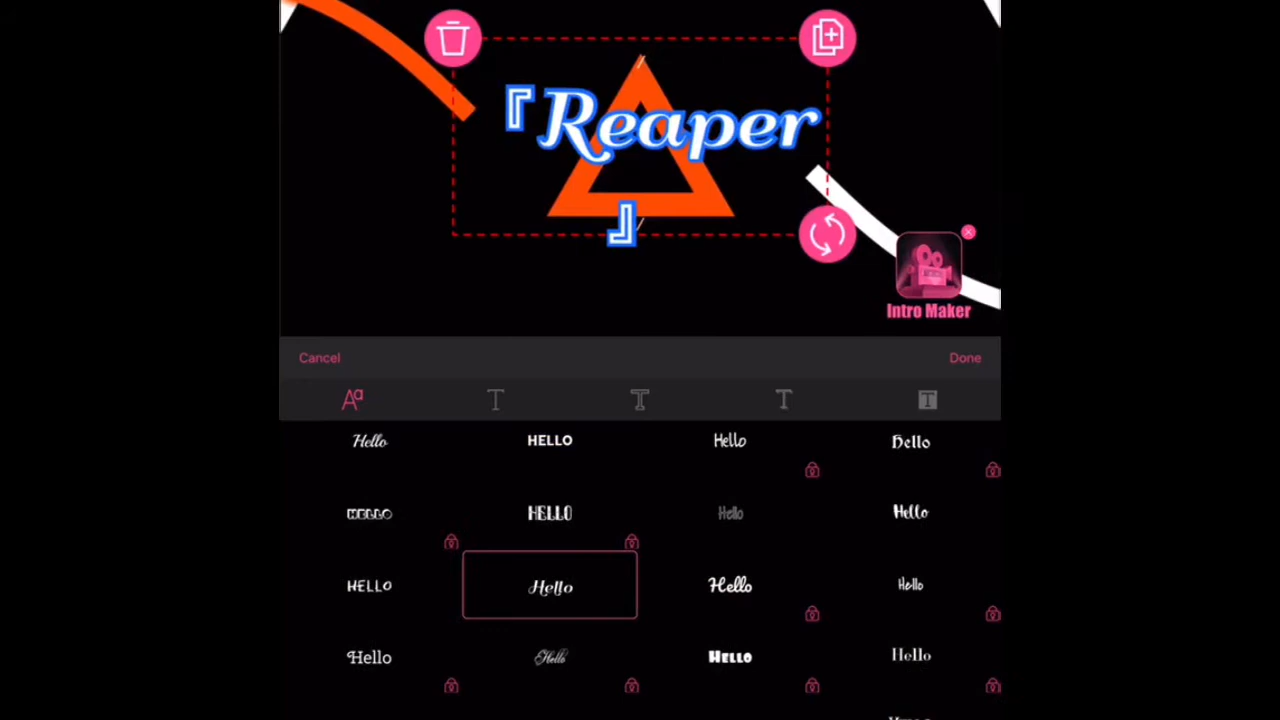 『Reaper
』
Intro Maker
Cancel
Done
Aa T T T T
Hello HELLO Hello Hello
HELLO HELLO Hello Hello
HELLO Hello Hello Hello
Hello Hello HELLO Hello